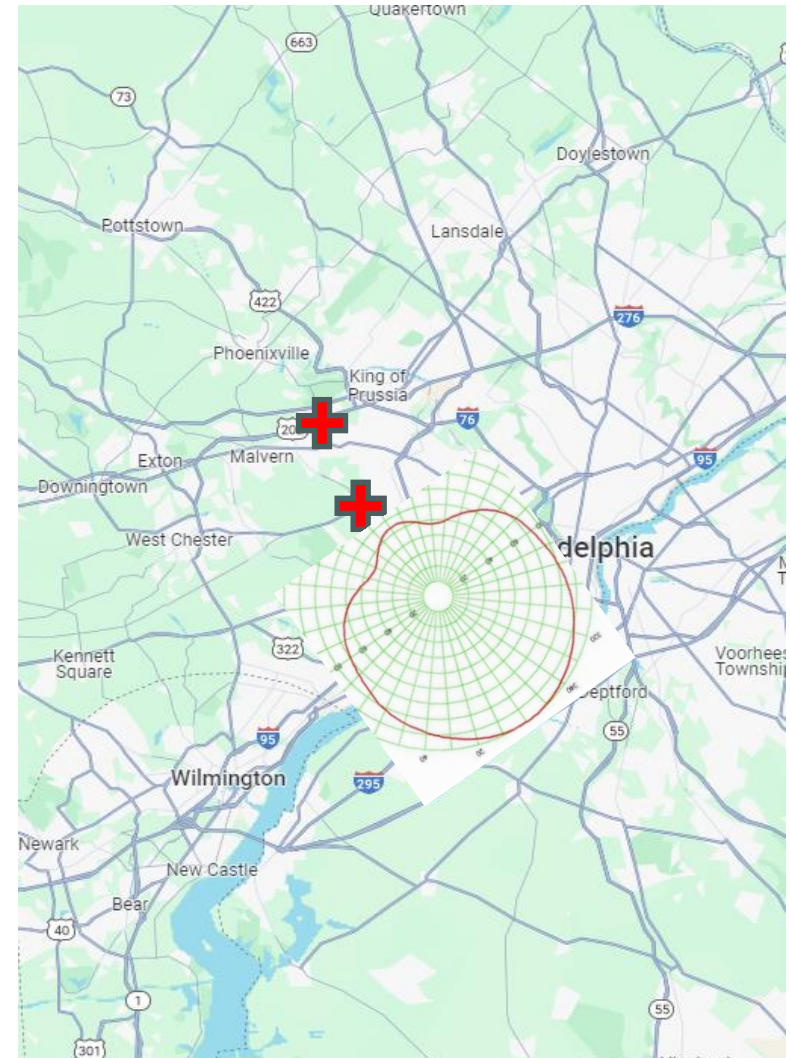 Quakertown
663
73
Doylestown
Pottstown
Lansdale
422
276
Phoenixville
King of
Prussia
76
Malvern
Exton
95
Downingtown
West Chester
delphia
322
Kennett
Square
Voorhees
Township
Deptford
55
95
Wilmington
295
Newark
New Castle
Bear
40
1
301
55